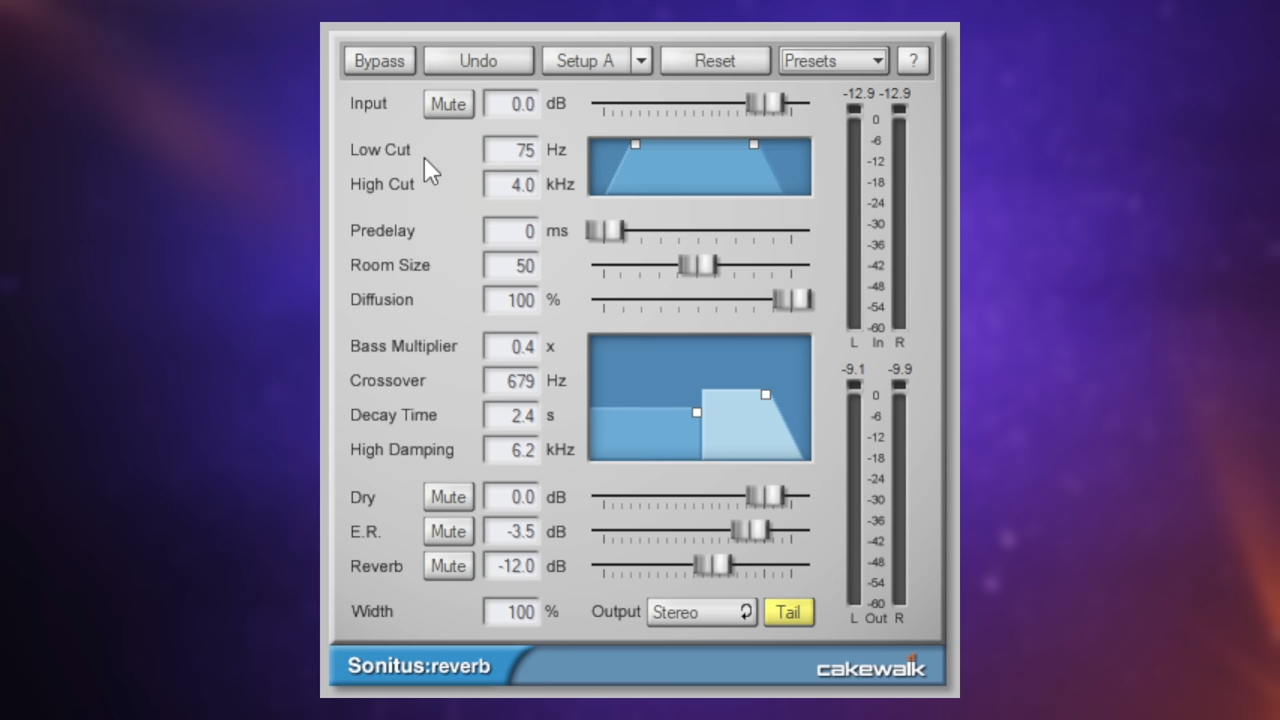 Bypass Undo Setup A Reset Presets ?
Input Mute 0.0 dB -12.9 -12.9
Low Cut 75 Hz
High Cut 4.0 kHz
Predelay 0 ms
Room Size 50
Diffusion 100 %
0
-6
-12
-18
-24
-30
-36
-42
-48
-54
-60
L In R
Bass Multiplier 0.4 x
Crossover 679 Hz
Decay Time 2.4 s
High Damping 6.2 kHz
-9.1 -9.9
0
-6
-12
-18
-24
-30
-36
-42
-48
-54
-60
L Out R
Dry Mute 0.0 dB
E.R. Mute -3.5 dB
Reverb Mute -12.0 dB
Width 100 % Output Stereo Tail
Sonitus:reverb cakewalk